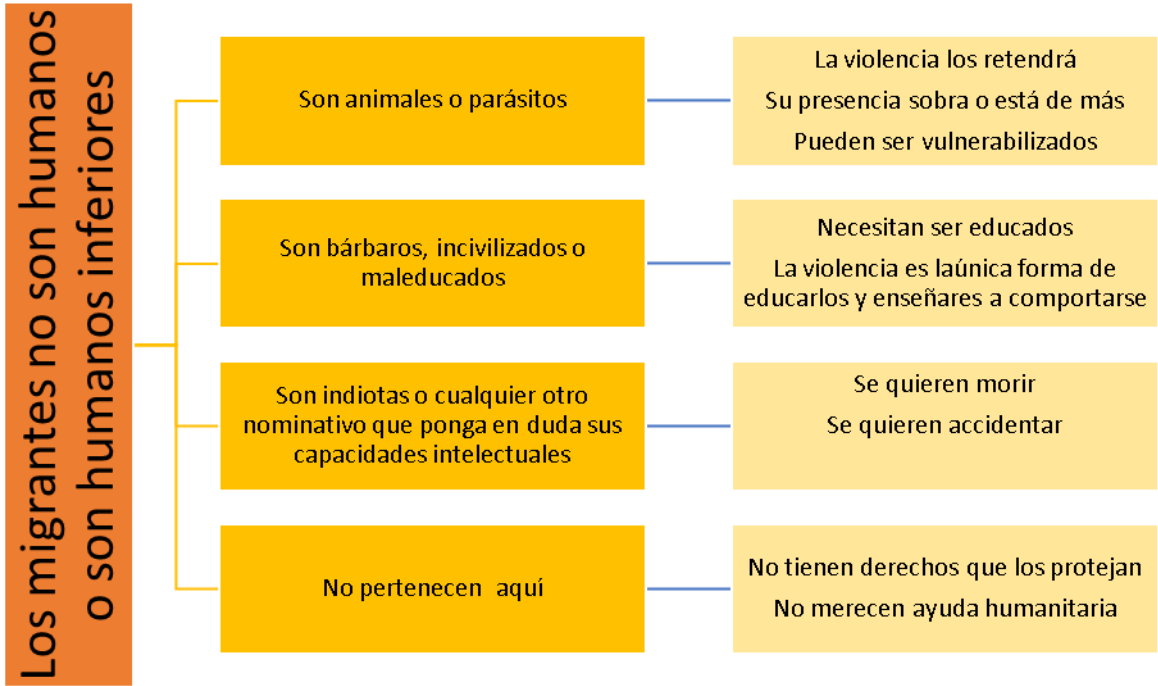 Los migrantes no son humanos
o son humanos inferiores
Son animales o parásitos
La violencia los retendrá
Su presencia sobra o está de más
Pueden ser vulnerabilizados
Son bárbaros, incivilizados o
maleducados
Necesitan ser educados
La violencia es laúnica forma de
educarlos y enseñares a comportarse
Son indiotas o cualquier otro
nominativo que ponga en duda sus
capacidades intelectuales
Se quieren morir
Se quieren accidentar
No pertenecen  aquí
No tienen derechos que los protejan
No merecen ayuda humanitaria